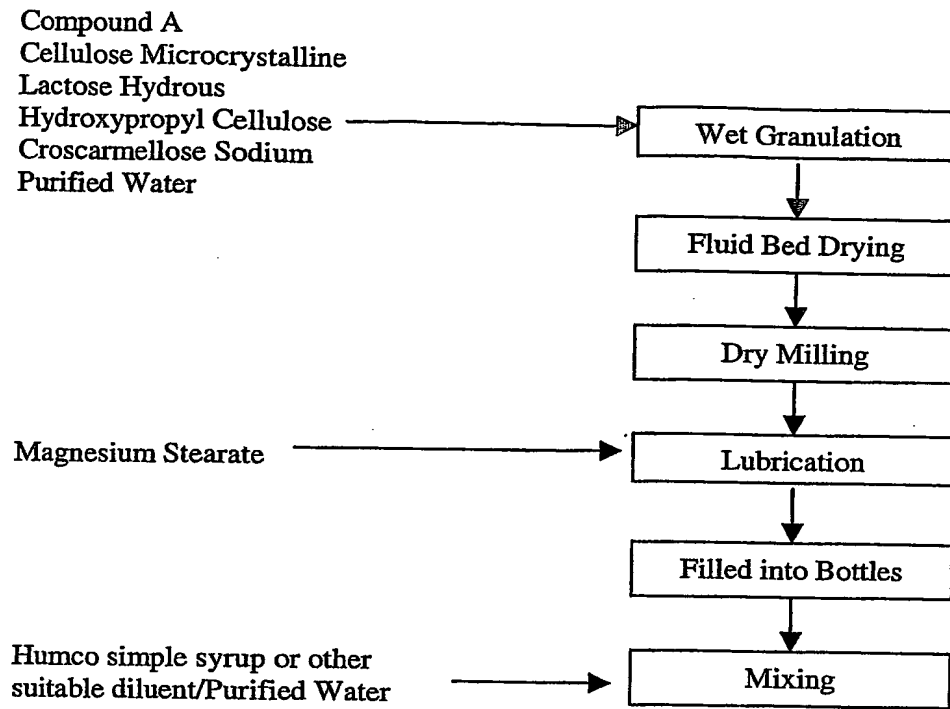 Compound A
Cellulose Microcrystalline
Lactose Hydrous
Hydroxypropyl Cellulose
Croscarmellose Sodium
Purified Water
Wet Granulation
Fluid Bed Drying
Dry Milling
Magnesium Stearate
Lubrication
Filled into Bottles
Humco simple syrup or other
suitable diluent/Purified Water
Mixing